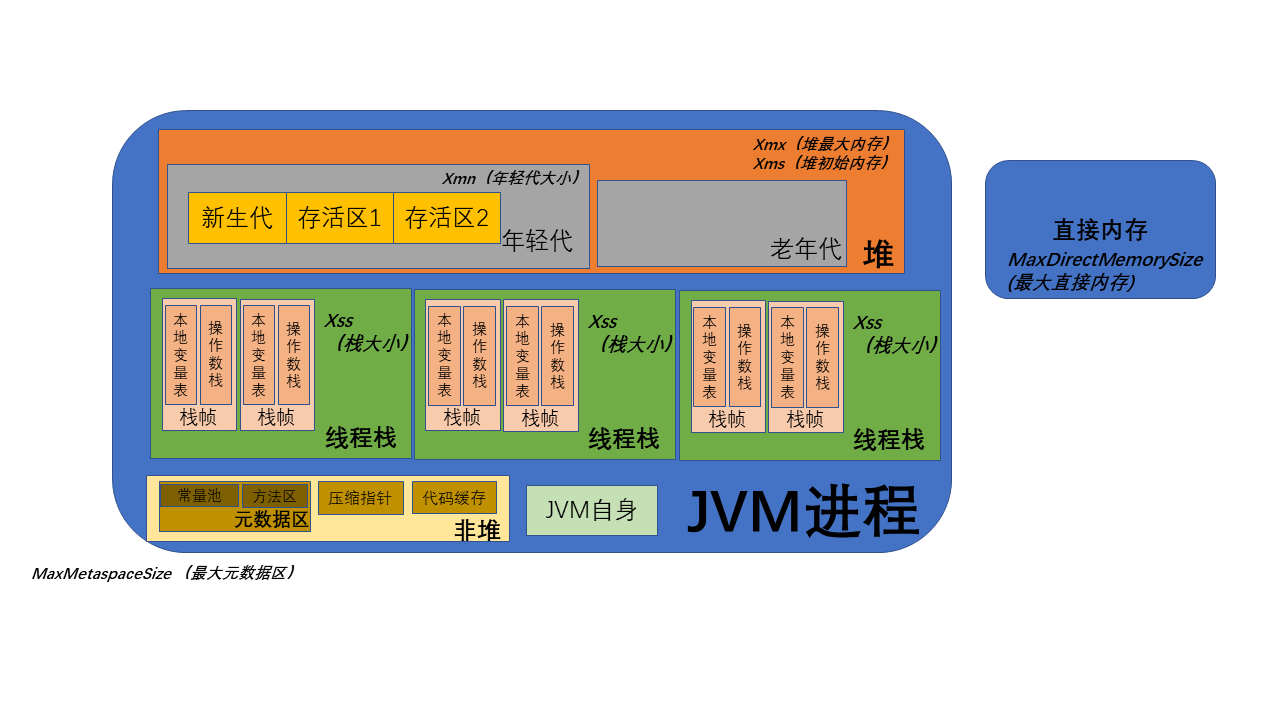 Xmx（堆最大内存）
Xms（堆初始内存）
Xmn（年轻代大小）
新生代
存活区1
存活区2
年轻代
老年代
堆
直接内存
MaxDirectMemorySize
(最大直接内存)
本地变量表
操作数栈
栈帧
本地变量表
操作数栈
栈帧
Xss
（栈大小）
线程栈
本地变量表
操作数栈
栈帧
本地变量表
操作数栈
栈帧
Xss
（栈大小）
线程栈
本地变量表
操作数栈
栈帧
本地变量表
操作数栈
栈帧
Xss
（栈大小）
线程栈
常量池
方法区
元数据区
压缩指针
代码缓存
非堆
JVM自身
JVM进程
MaxMetaspaceSize （最大元数据区）